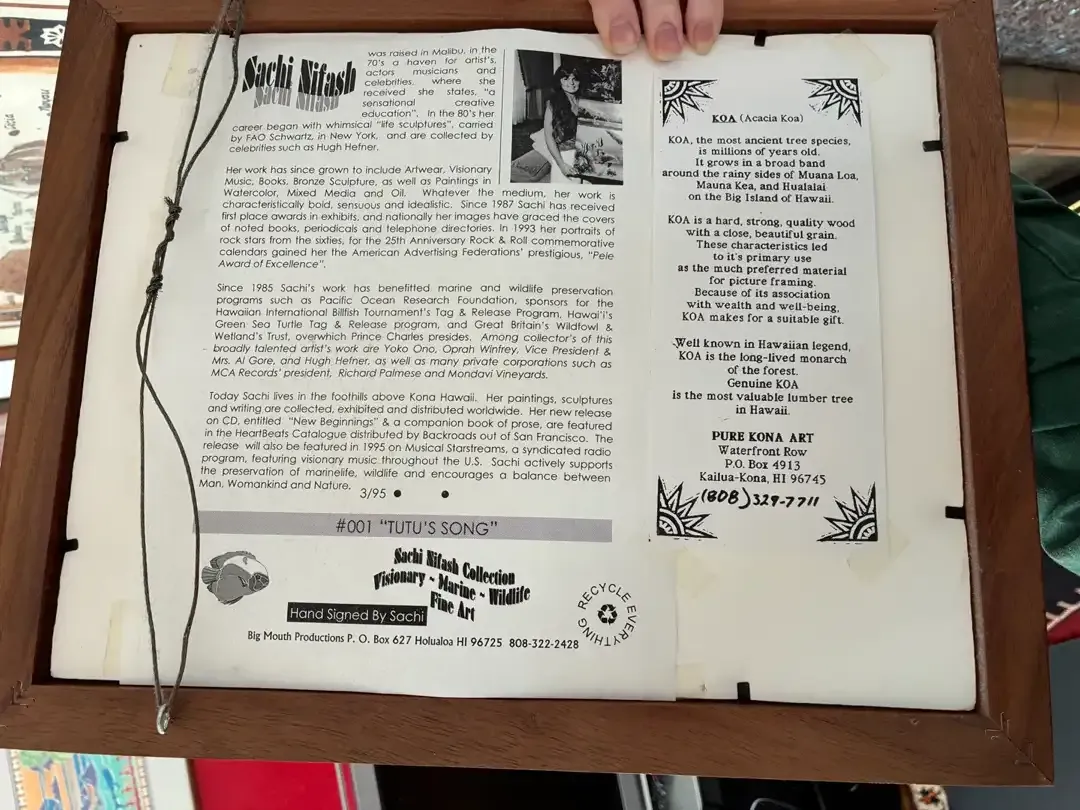 Sachi Nifash
Sachi Nifash
was raised in Malibu, in the
70's a haven for artist's,
actors musicians and
celebrities, where she
received she states, "a
sensational creative
education". In the 80's her
career began with whimsical "life sculptures", carried
by FAO Schwartz, in New York, and are collected by
celebrities such as Hugh Hefner.
Her work has since grown to include Artwear, Visionary
Music, Books, Bronze Sculpture, as well as Paintings in
Watercolor, Mixed Media and Oil. Whatever the medium, her work is
characteristically bold, sensuous and idealistic. Since 1987 Sachi has received
first place awards in exhibits, and nationally her images have graced the covers
of noted books, periodicals and telephone directories. In 1993 her portraits of
rock stars from the sixties, for the 25th Anniversary Rock & Roll commemorative
calendars gained her the American Advertising Federations' prestigious, "Pele
Award of Excellence".
Since 1985 Sachi's work has benefitted marine and wildlife preservation
programs such as Pacific Ocean Research Foundation, sponsors for the
Hawaiian International Billfish Tournament's Tag & Release Program, Hawai'i's
Green Sea Turtle Tag & Release program, and Great Britain's Wildfowl &
Wetland's Trust, overwhich Prince Charles presides. Among collector's of this
broadly talented artist's work are Yoko Ono, Oprah Winfrey, Vice President &
Mrs. Al Gore, and Hugh Hefner, as well as many private corporations such as
MCA Records' president, Richard Palmese and Mondavi Vineyards.
Today Sachi lives in the foothills above Kona Hawaii. Her paintings, sculptures
and writing are collected, exhibited and distributed worldwide. Her new release
on CD, entitled "New Beginnings" & a companion book of prose, are featured
in the HeartBeats Catalogue distributed by Backroads out of San Francisco. The
release will also be featured in 1995 on Musical Starstreams, a syndicated radio
program, featuring visionary music throughout the U.S. Sachi actively supports
the preservation of marinelife, wildlife and encourages a balance between
Man, Womankind and Nature.
3/95
#001 "TUTU'S SONG"
Sachi Nifash Collection
Visionary ~ Marine ~ Wildlife
Fine Art
Hand Signed By Sachi
RECYCLE EVERYTHING
Big Mouth Productions P. O. Box 627 Holualoa HI 96725 808-322-2428
KOA (Acacia Koa)
KOA, the most ancient tree species,
is millions of years old.
It grows in a broad band
around the rainy sides of Muana Loa,
Mauna Kea, and Hualalai
on the Big Island of Hawaii.
KOA is a hard, strong, quality wood
with a close, beautiful grain.
These characteristics led
to it's primary use
as the much preferred material
for picture framing.
Because of its association
with wealth and well-being,
KOA makes for a suitable gift.
Well known in Hawaiian legend,
KOA is the long-lived monarch
of the forest.
Genuine KOA
is the most valuable lumber tree
in Hawaii.
PURE KONA ART
Waterfront Row
P.O. Box 4913
Kailua-Kona, HI 96745
(808) 329-7711